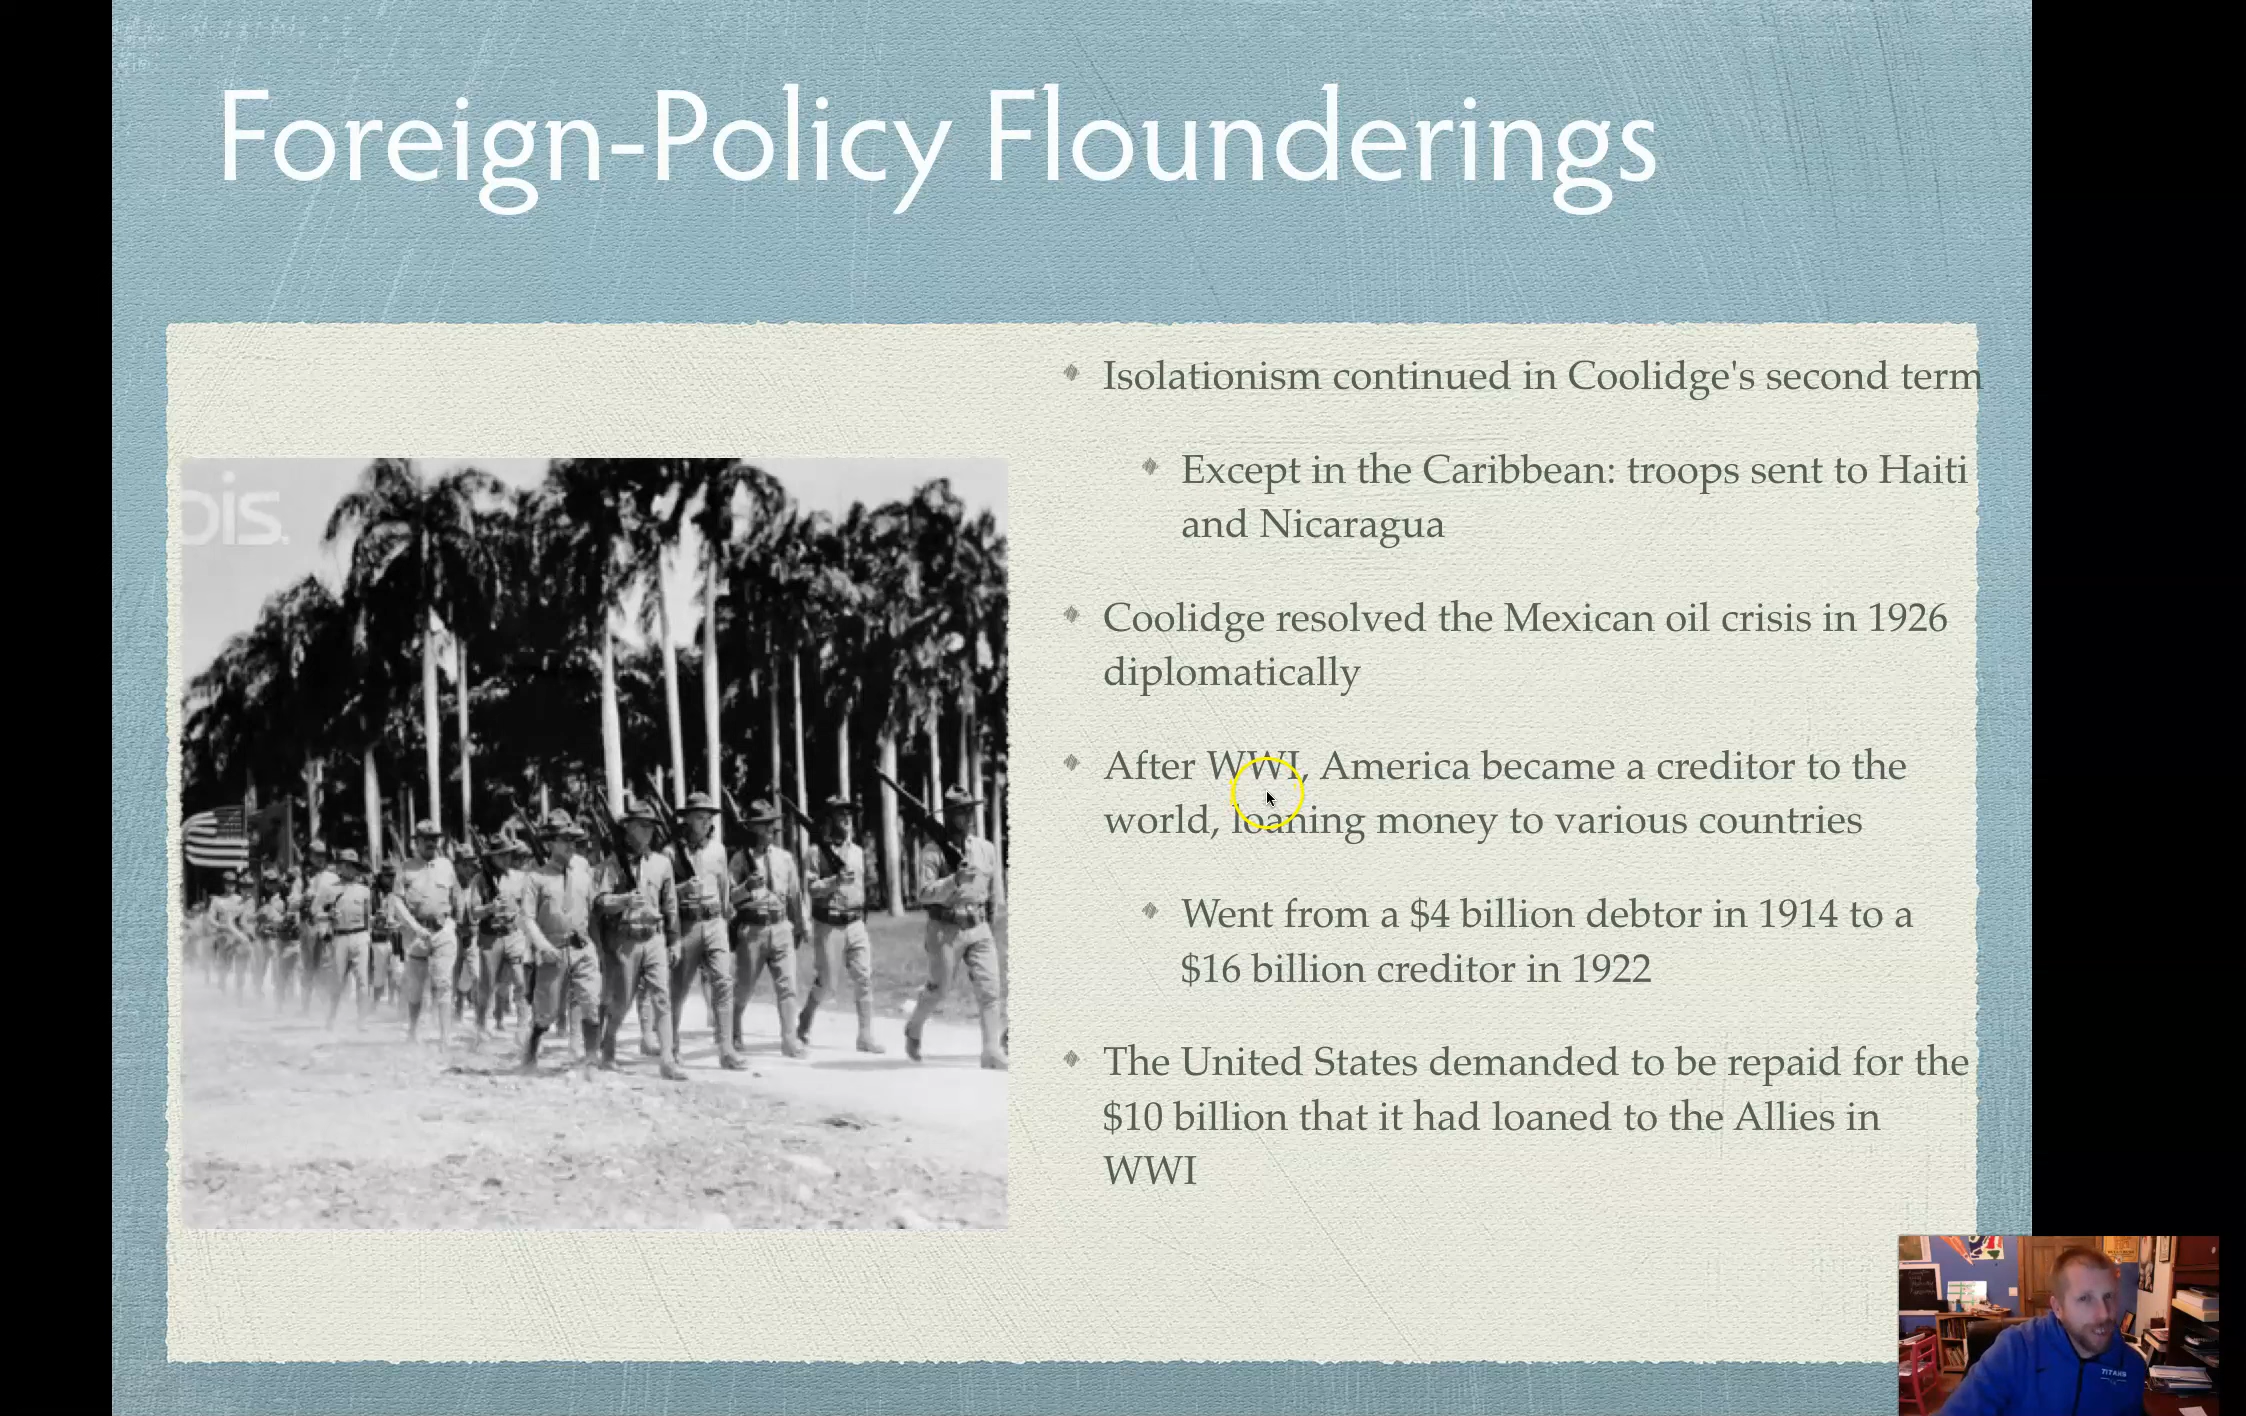 Foreign-Policy Flounderings
Isolationism continued in Coolidge's second term
Except in the Caribbean: troops sent to Haiti
and Nicaragua
Coolidge resolved the Mexican oil crisis in 1926
diplomatically
After WWI, America became a creditor to the
world, loaning money to various countries
Went from a $4 billion debtor in 1914 to a
$16 billion creditor in 1922
The United States demanded to be repaid for the
$10 billion that it had loaned to the Allies in
WWI
bis.
TITANS